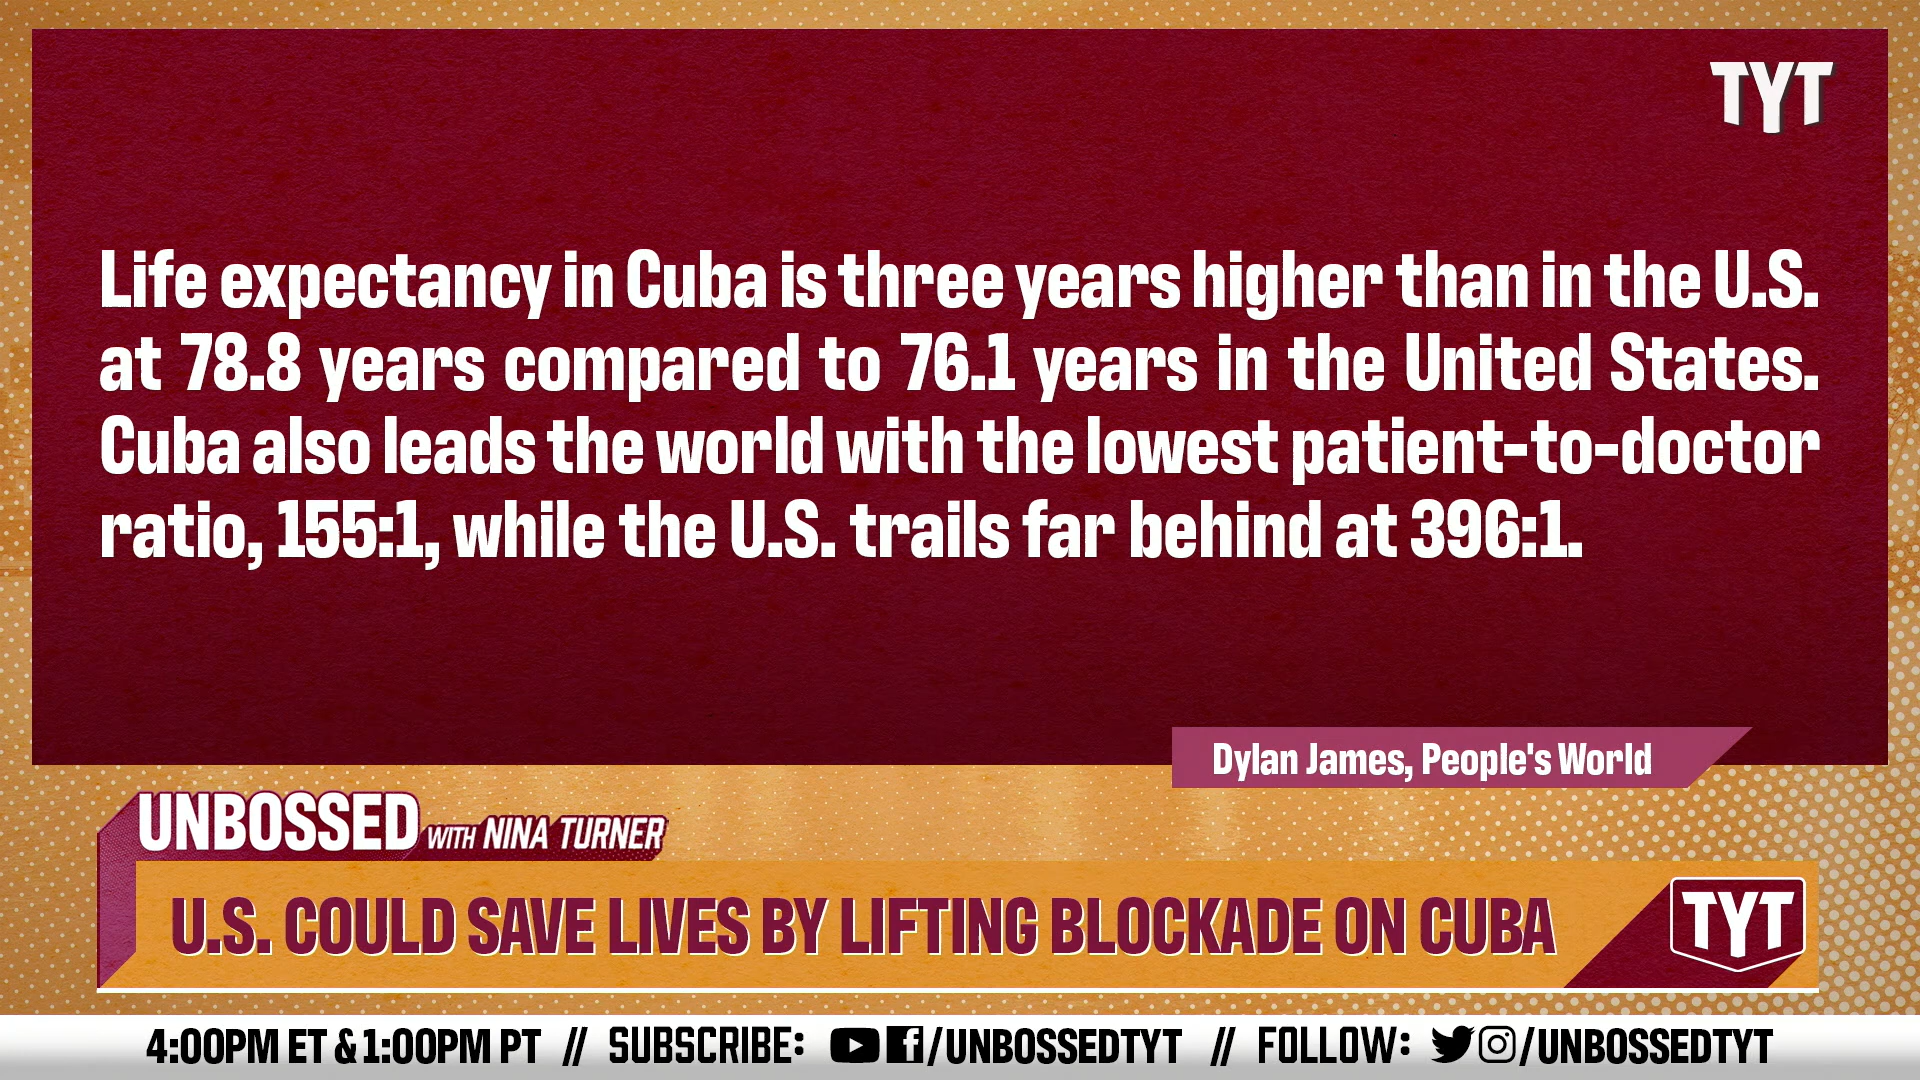 TYT
Life expectancy in Cuba is three years higher than in the U.S.
at 78.8 years compared to 76.1 years in the United States.
Cuba also leads the world with the lowest patient-to-doctor
ratio, 155:1, while the U.S. trails far behind at 396:1.
Dylan James, People's World
UNBOSSED WITH NINA TURNER
U.S. COULD SAVE LIVES BY LIFTING BLOCKADE ON CUBA
TYT
4:00PM ET & 1:00PM PT // SUBSCRIBE: /UNBOSSEDTYT // FOLLOW: /UNBOSSEDTYT